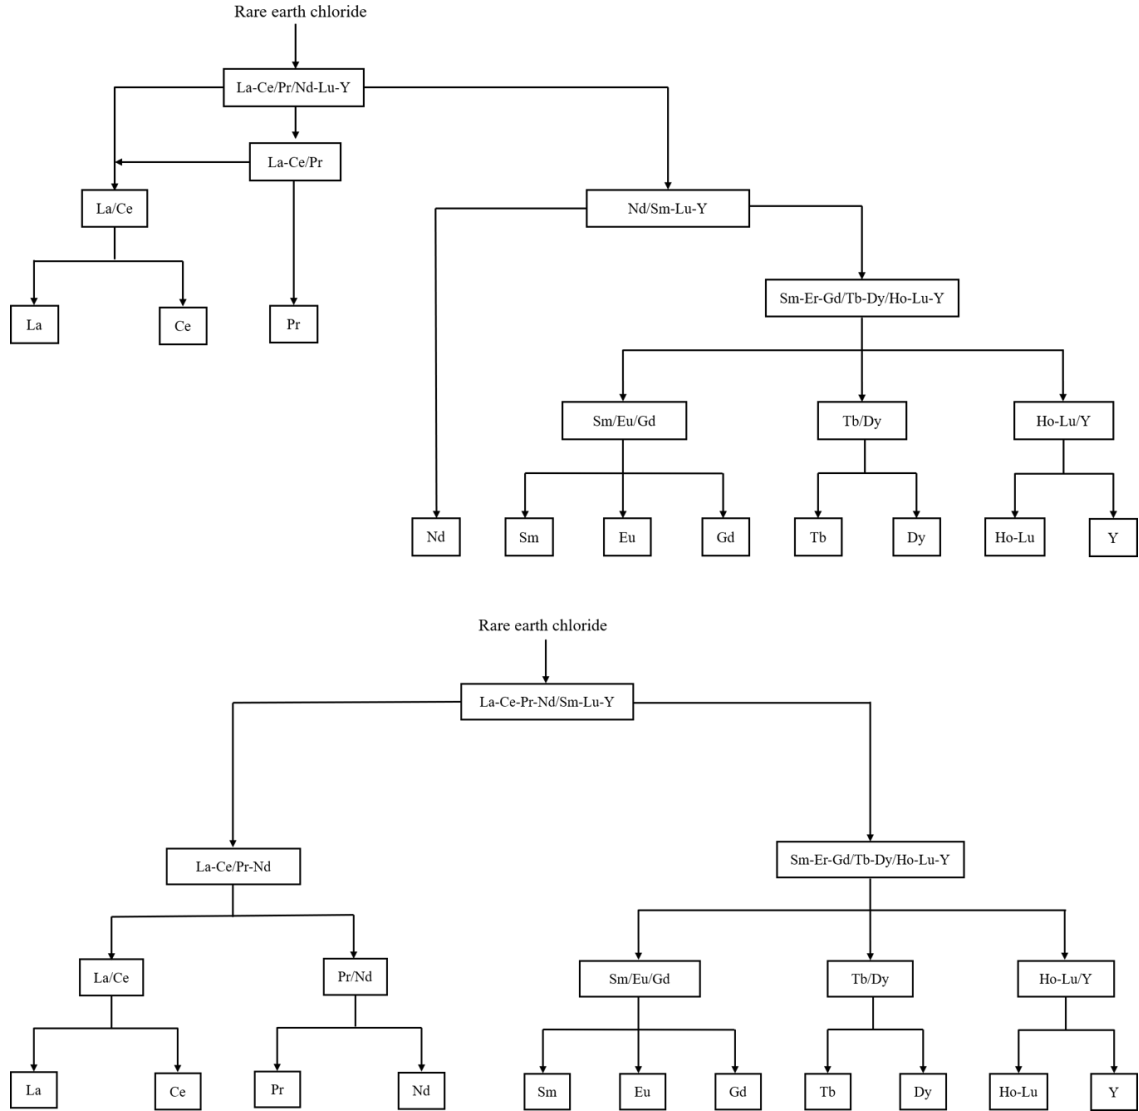 Rare earth chloride
La-Ce/Pr/Nd-Lu-Y
La-Ce/Pr
La/Ce
Nd/Sm-Lu-Y
Sm-Er-Gd/Tb-Dy/Ho-Lu-Y
La
Ce
Pr
Sm/Eu/Gd
Tb/Dy
Ho-Lu/Y
Nd
Sm
Eu
Gd
Tb
Dy
Ho-Lu
Y
Rare earth chloride
La-Ce-Pr-Nd/Sm-Lu-Y
La-Ce/Pr-Nd
Sm-Er-Gd/Tb-Dy/Ho-Lu-Y
La/Ce
Pr/Nd
Sm/Eu/Gd
Tb/Dy
Ho-Lu/Y
La
Ce
Pr
Nd
Sm
Eu
Gd
Tb
Dy
Ho-Lu
Y